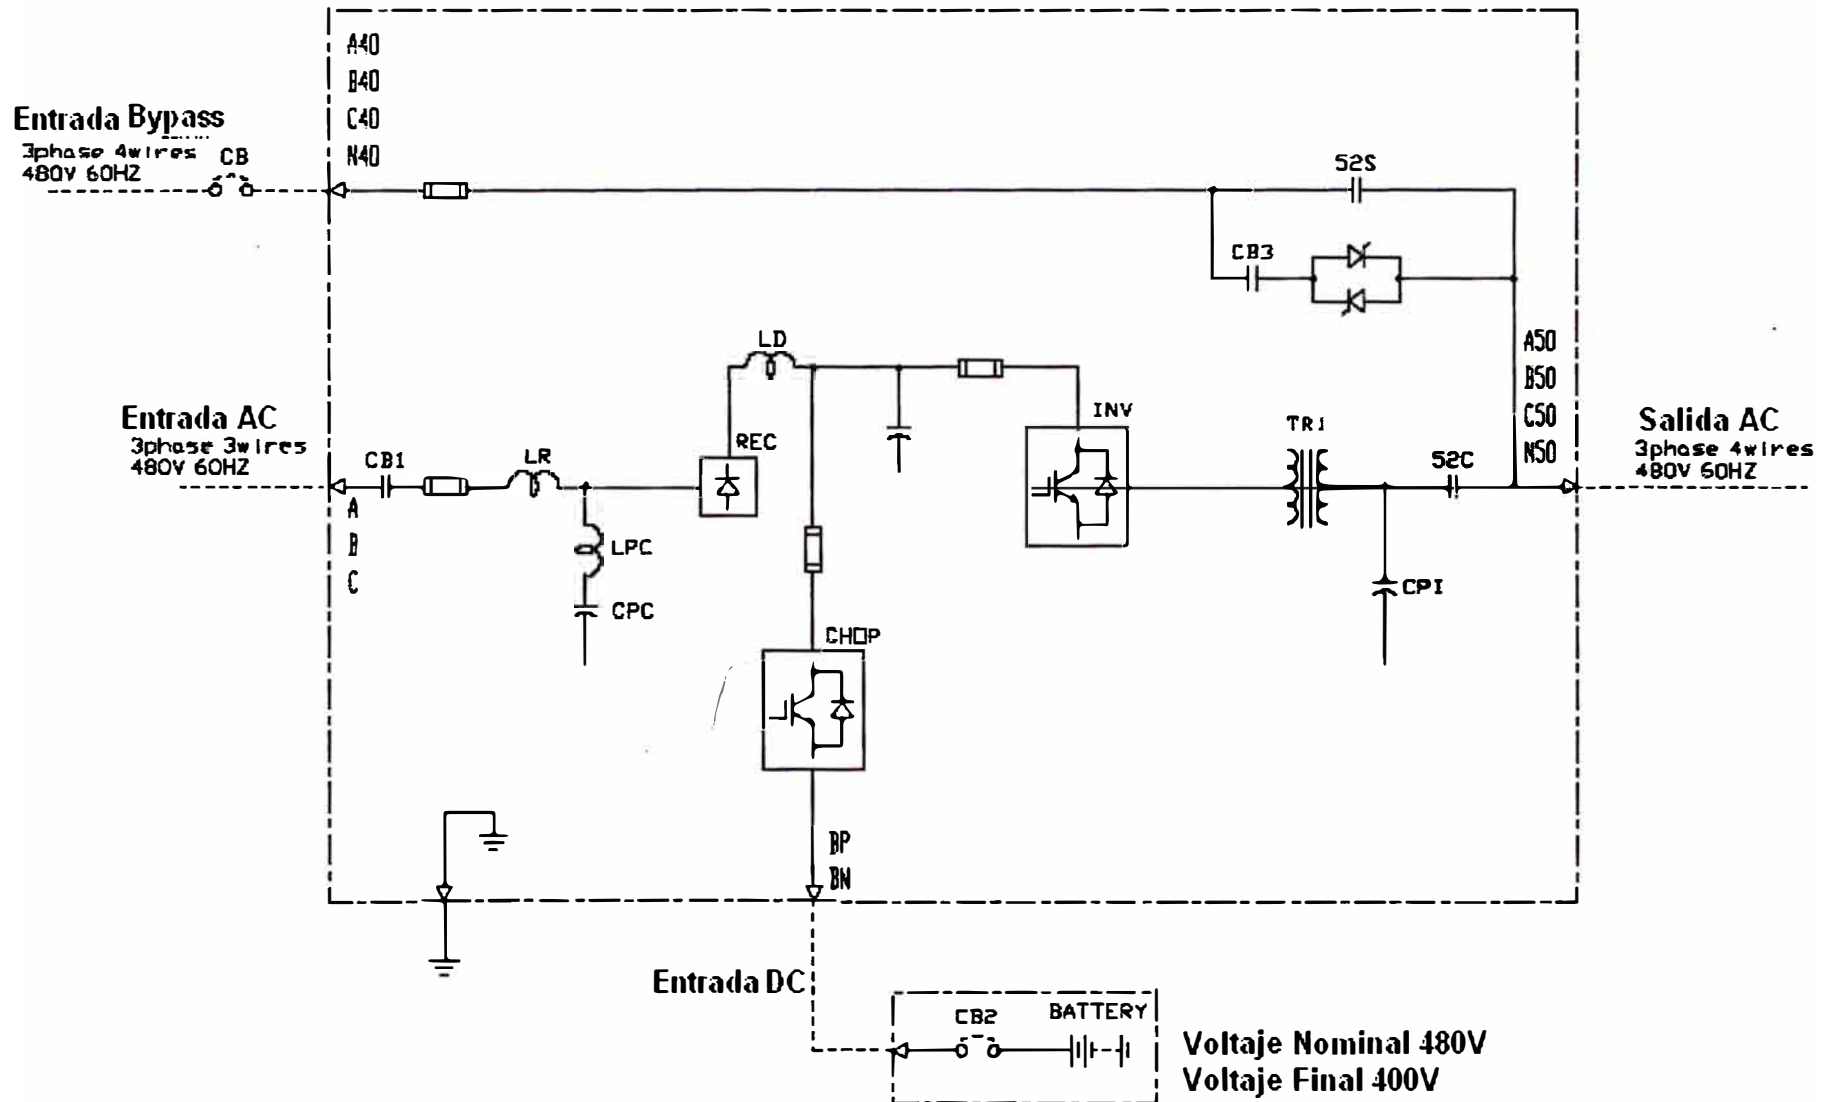 A40
B40
C40
N40
Entrada Bypass
3phase 4wires
480V 60HZ
CB
52S
CB3
LD
A50
B50
C50
N50
Entrada AC
3phase 3wires
480V 60HZ
CB1
LR
REC
INV
TR1
52C
Salida AC
3phase 4wires
480V 60HZ
A
B
C
LPC
CPC
CPI
CHOP
BP
BN
Entrada DC
CB2
BATTERY
Voltaje Nominal 480V
Voltaje Final 400V